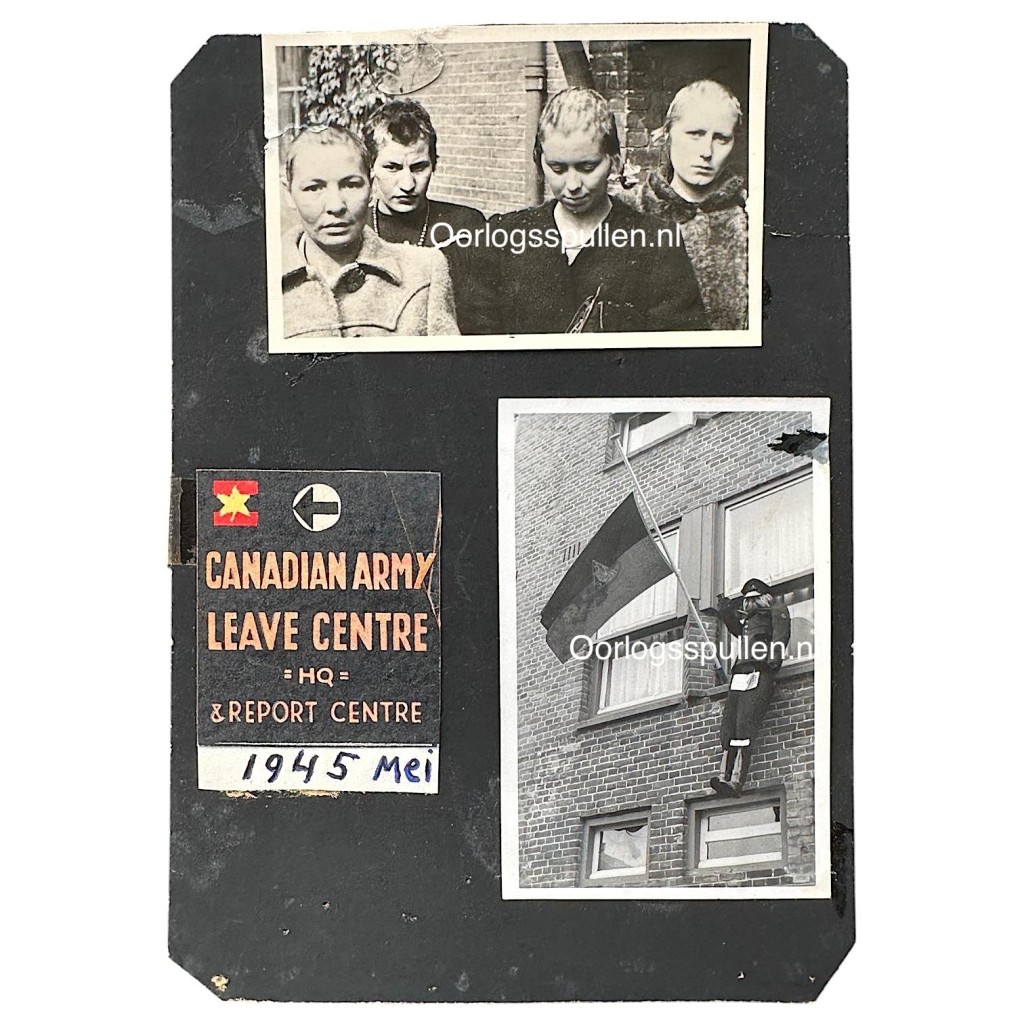 Oorlogsspullen.nl
CANADIAN ARMY
LEAVE CENTRE
=HQ=
& REPORT CENTRE
1945 Mei
Oorlogsspullen.nl